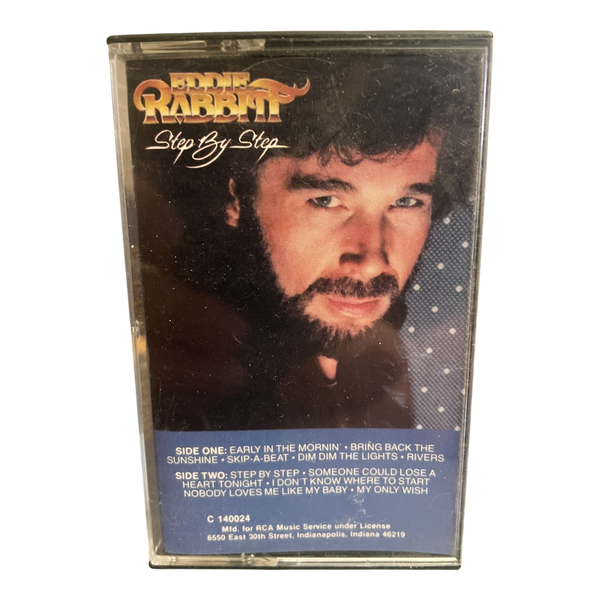 EDDIE
RABBITT
Step By Step
SIDE ONE: EARLY IN THE MORNIN' • BRING BACK THE
SUNSHINE • SKIP-A-BEAT • DIM DIM THE LIGHTS • RIVERS
SIDE TWO: STEP BY STEP • SOMEONE COULD LOSE A
HEART TONIGHT • I DON'T KNOW WHERE TO START
NOBODY LOVES ME LIKE MY BABY • MY ONLY WISH
C 140024
Mfd. for RCA Music Service under License
6550 East 30th Street, Indianapolis, Indiana 46219